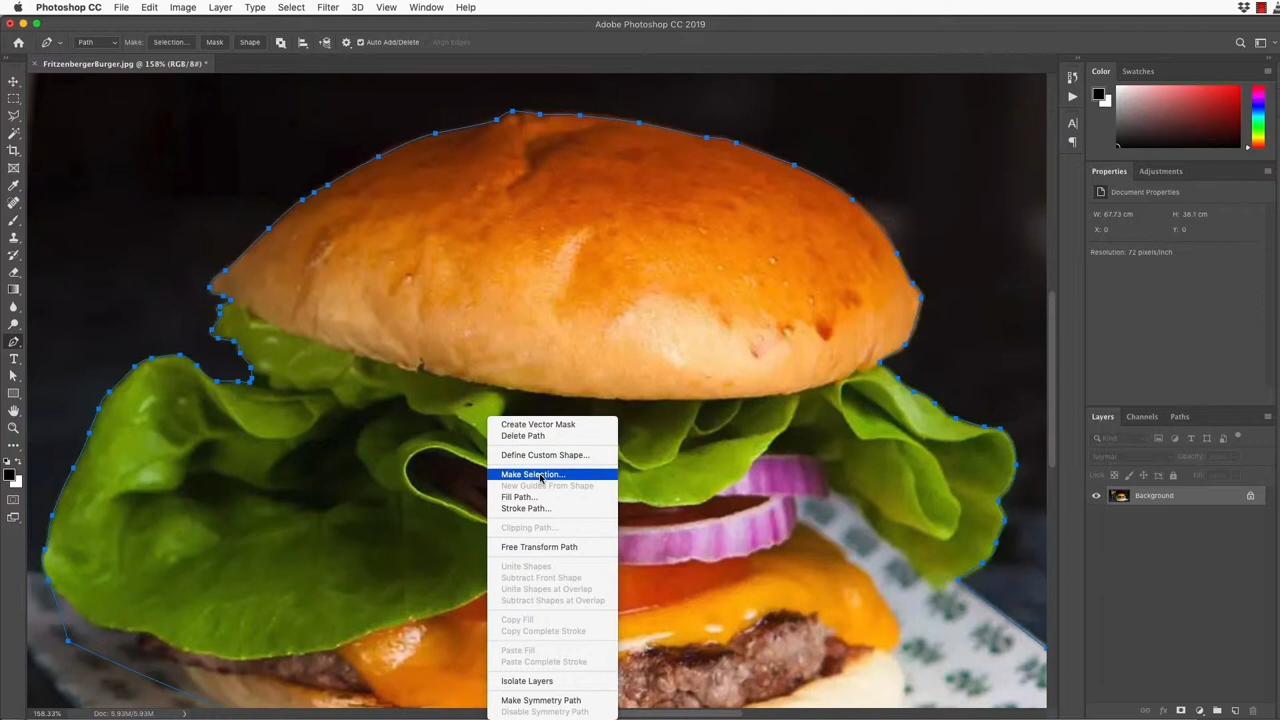 Photoshop CC File Edit Image Layer Type Select Filter 3D View Window Help
Adobe Photoshop CC 2019
Path Make: Selection... Mask Shape Auto Add/Delete Align Edges
FritzenbergerBurger.jpg @ 158% (RGB/8#) *
Color Swatches
Properties Adjustments
Document Properties
W: 67.73 cm H: 38.1 cm
X: 0 Y: 0
Resolution: 72 pixels/inch
Create Vector Mask
Delete Path
Define Custom Shape...
Make Selection...
New Guides From Shape
Fill Path...
Stroke Path...
Clipping Path...
Free Transform Path
Unite Shapes
Subtract Front Shape
Unite Shapes at Overlap
Subtract Shapes at Overlap
Copy Fill
Copy Complete Stroke
Paste Fill
Paste Complete Stroke
Isolate Layers
Make Symmetry Path
Disable Symmetry Path
Layers Channels Paths
Kind
Normal
Lock:
Background
158.33% Doc: 5.93M/5.93M